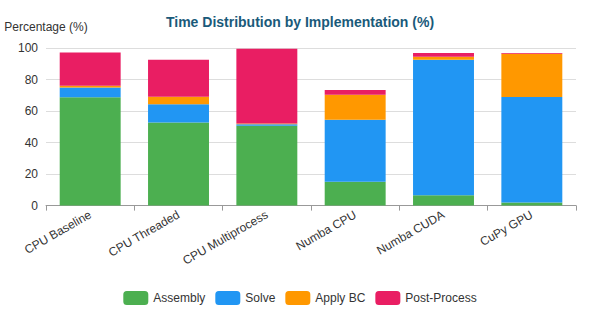 Time Distribution by Implementation (%)
Percentage (%)
100
80
60
40
20
0
CPU Baseline
CPU Threaded
CPU Multiprocess
Numba CPU
Numba CUDA
CuPy GPU
Assembly
Solve
Apply BC
Post-Process